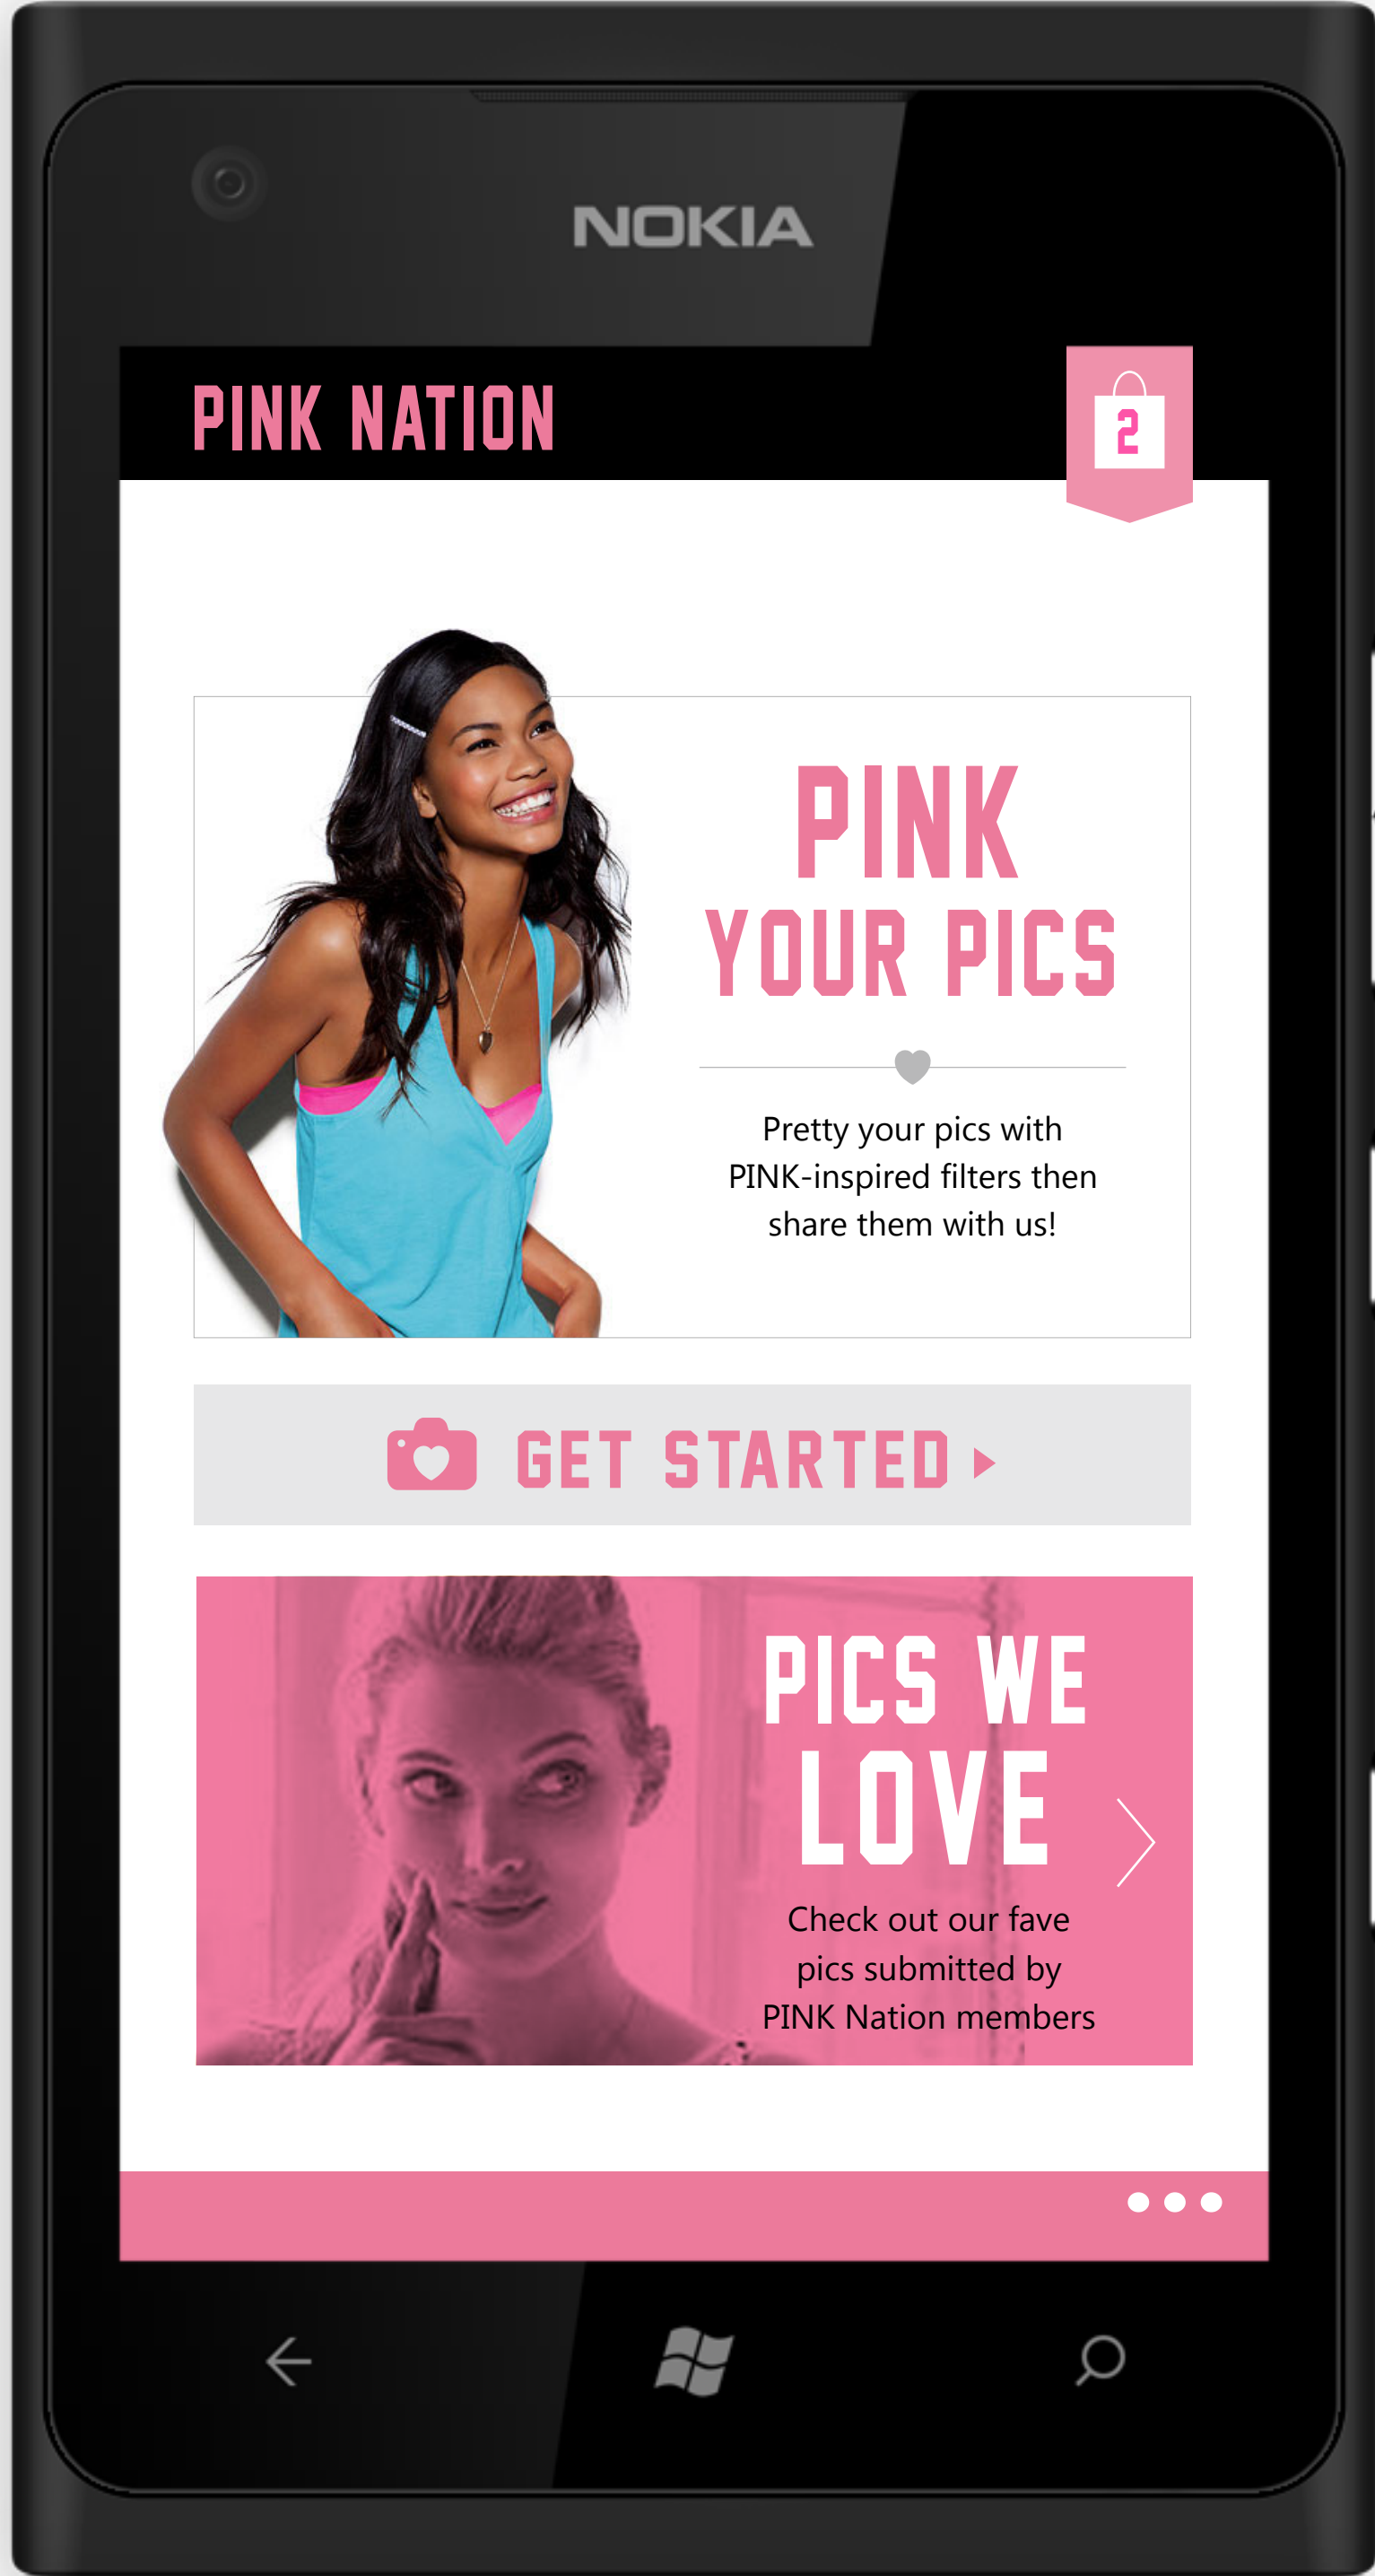 NOKIA
PINK NATION
2
PINK
YOUR PICS
Pretty your pics with
PINK-inspired filters then
share them with us!
GET STARTED
PICS WE
LOVE
Check out our fave
pics submitted by
PINK Nation members